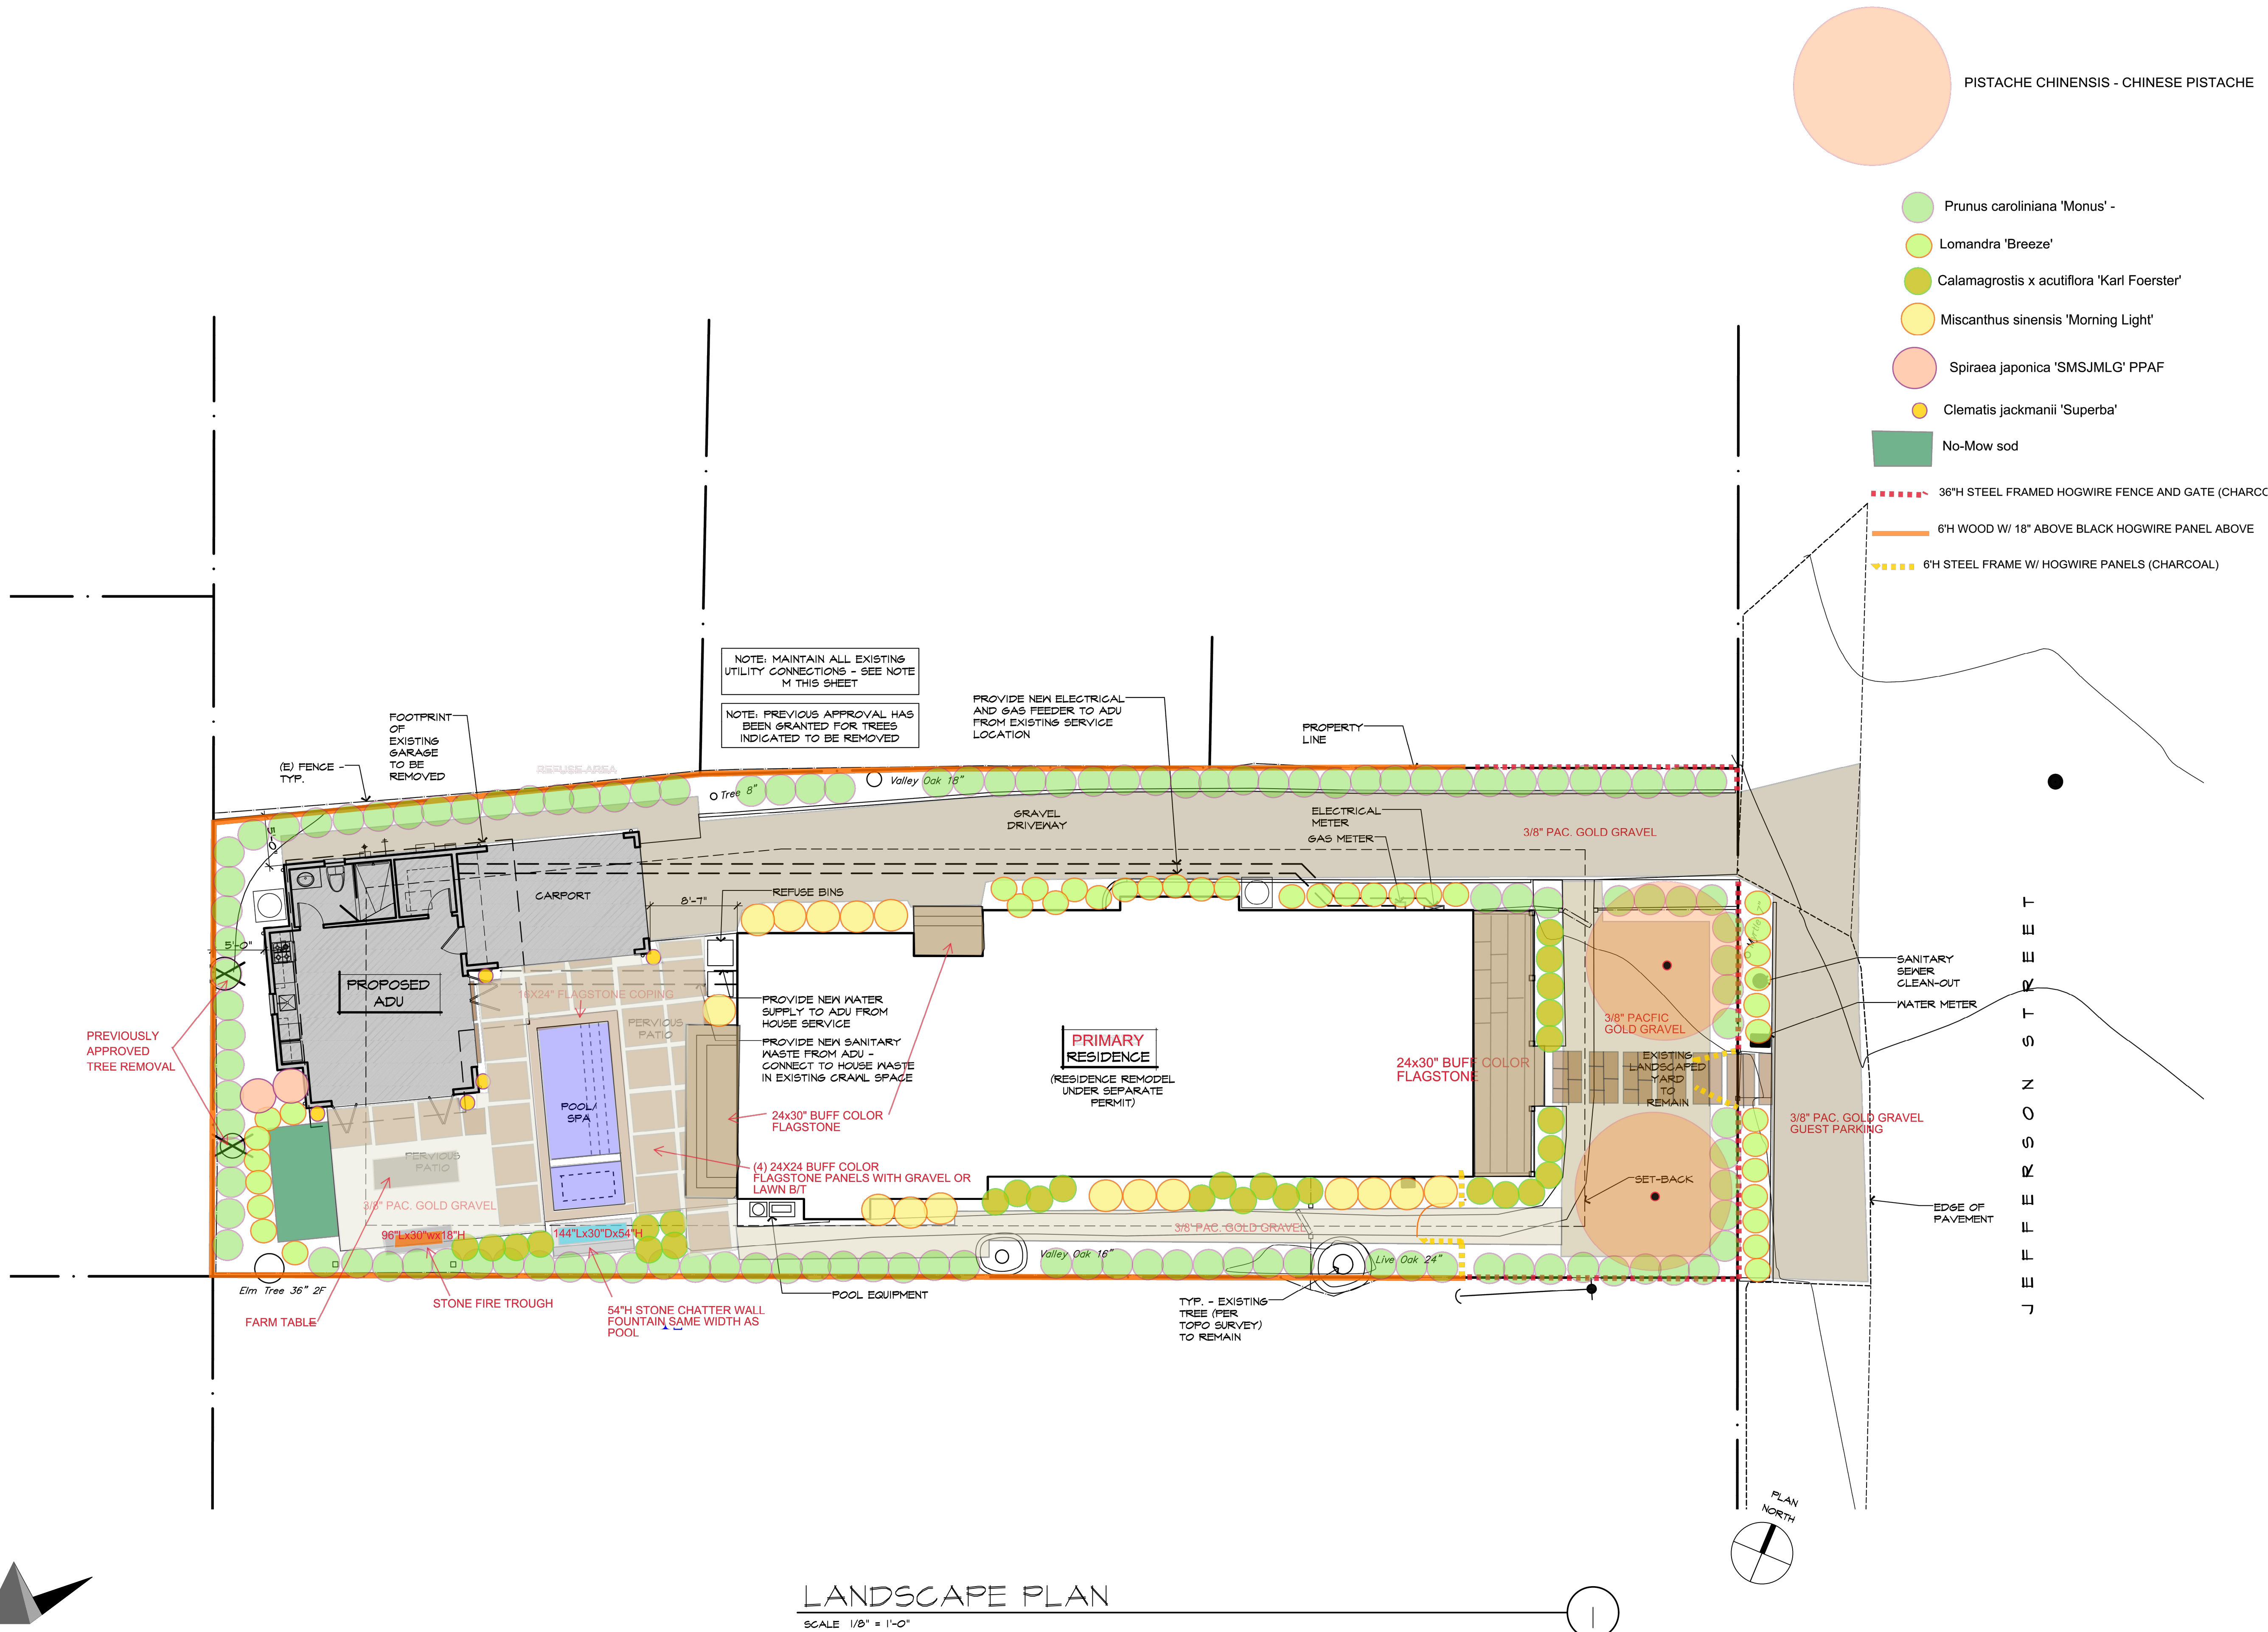 PISTACHE CHINENSIS - CHINESE PISTACHE
Prunus caroliniana 'Monus' -
Lomandra 'Breeze'
Calamagrostis x acutiflora 'Karl Foerster'
Miscanthus sinensis 'Morning Light'
Spiraea japonica 'SMSJMLG' PPAF
Clematis jackmanii 'Superba'
No-Mow sod
36"H STEEL FRAMED HOGWIRE FENCE AND GATE (CHARCO
6'H WOOD W/ 18" ABOVE BLACK HOGWIRE PANEL ABOVE
6'H STEEL FRAME W/ HOGWIRE PANELS (CHARCOAL)
NOTE: MAINTAIN ALL EXISTING
UTILITY CONNECTIONS - SEE NOTE
M THIS SHEET
NOTE: PREVIOUS APPROVAL HAS
BEEN GRANTED FOR TREES
INDICATED TO BE REMOVED
PROVIDE NEW ELECTRICAL
AND GAS FEEDER TO ADU
FROM EXISTING SERVICE
LOCATION
PROPERTY
LINE
FOOTPRINT
OF
EXISTING
GARAGE
TO BE
REMOVED
(E) FENCE -
TYP.
REFUSE AREA
Tree 8"
Valley Oak 18"
GRAVEL
DRIVEWAY
ELECTRICAL
METER
GAS METER
3/8" PAC. GOLD GRAVEL
5'-0"
CARPORT
REFUSE BINS
8'-7"
5'-0"
PROPOSED
ADU
16X24" FLAGSTONE COPING
PERVIOUS
PATIO
PROVIDE NEW WATER
SUPPLY TO ADU FROM
HOUSE SERVICE
PROVIDE NEW SANITARY
WASTE FROM ADU -
CONNECT TO HOUSE WASTE
IN EXISTING CRAWL SPACE
PRIMARY
RESIDENCE
(RESIDENCE REMODEL
UNDER SEPARATE
PERMIT)
24x30" BUFF COLOR
FLAGSTONE
3/8" PACFIC
GOLD GRAVEL
EXISTING
LANDSCAPED
YARD
TO
REMAIN
SANITARY
SEWER
CLEAN-OUT
WATER METER
JEFFERSON STREET
PREVIOUSLY
APPROVED
TREE REMOVAL
POOL/
SPA
24x30" BUFF COLOR
FLAGSTONE
(4) 24X24 BUFF COLOR
FLAGSTONE PANELS WITH GRAVEL OR
LAWN B/T
3/8" PAC. GOLD GRAVEL
GUEST PARKING
PERVIOUS
PATIO
3/8" PAC. GOLD GRAVEL
SET-BACK
EDGE OF
PAVEMENT
96"Lx30"wx18"H
144"Lx30"Dx54"H
3/8" PAC. GOLD GRAVEL
Valley Oak 16"
Live Oak 24"
Elm Tree 36" 2F
FARM TABLE
STONE FIRE TROUGH
54"H STONE CHATTER WALL
FOUNTAIN SAME WIDTH AS
POOL
POOL EQUIPMENT
TYP. - EXISTING
TREE (PER
TOPO SURVEY)
TO REMAIN
PLAN
NORTH
LANDSCAPE PLAN
SCALE 1/8" = 1'-0"
1